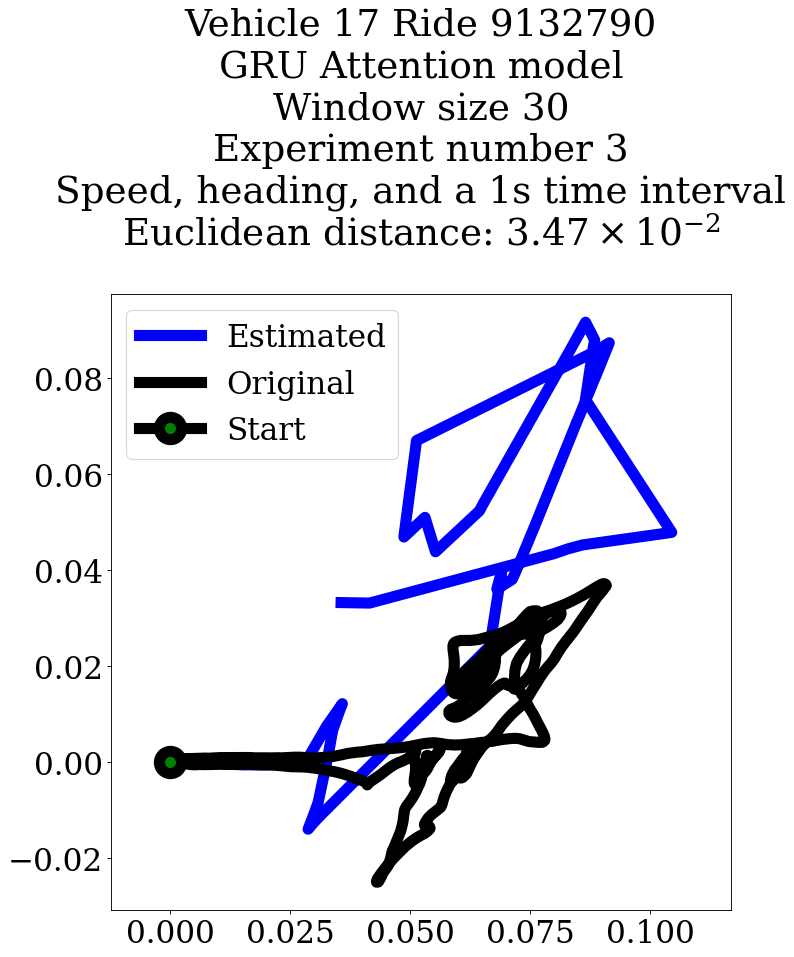 Vehicle 17 Ride 9132790
GRU Attention model
Window size 30
Experiment number 3
Speed, heading, and a 1s time interval
Euclidean distance: 3.47 × 10⁻²
Estimated
Original
Start
0.08
0.06
0.04
0.02
0.00
−0.02
0.000 0.025 0.050 0.075 0.100